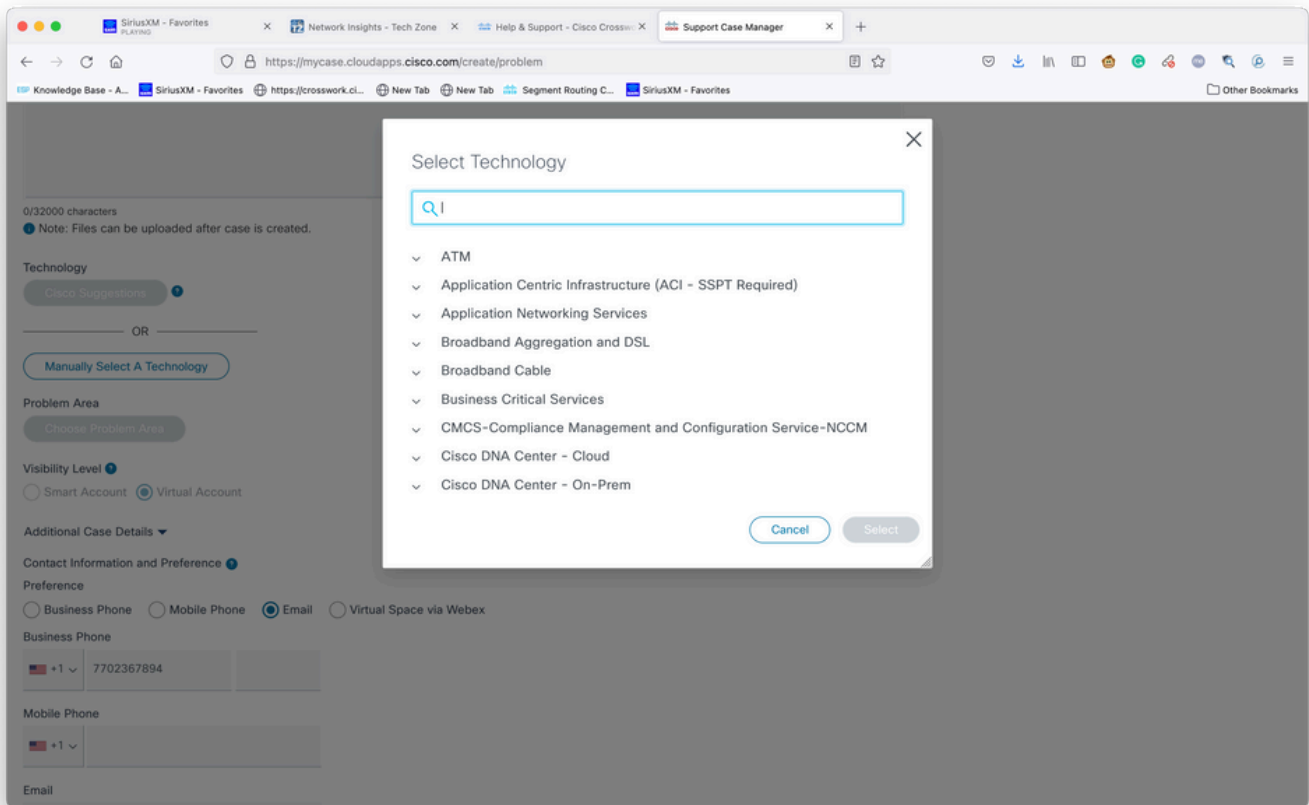 SiriusXM - Favorites
PLAYING
Network Insights - Tech Zone
Help & Support - Cisco Crossw
Support Case Manager
https://mycase.cloudapps.cisco.com/create/problem
Knowledge Base - A...
SiriusXM - Favorites
https://crosswork.ci...
New Tab
New Tab
Segment Routing C...
SiriusXM - Favorites
Other Bookmarks
Select Technology
ATM
Application Centric Infrastructure (ACI - SSPT Required)
Application Networking Services
Broadband Aggregation and DSL
Broadband Cable
Business Critical Services
CMCS-Compliance Management and Configuration Service-NCCM
Cisco DNA Center - Cloud
Cisco DNA Center - On-Prem
Cancel
Select
0/32000 characters
Note: Files can be uploaded after case is created.
Technology
Cisco Suggestions
OR
Manually Select A Technology
Problem Area
Choose Problem Area
Visibility Level
Smart Account
Virtual Account
Additional Case Details
Contact Information and Preference
Preference
Business Phone
Mobile Phone
Email
Virtual Space via Webex
Business Phone
+1
7702367894
Mobile Phone
+1
Email